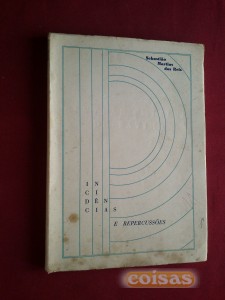 Sebastião
Martins
dos Reis
I N
C I
D Ê N
C I A S
E REPERCUSSÕES
coisas